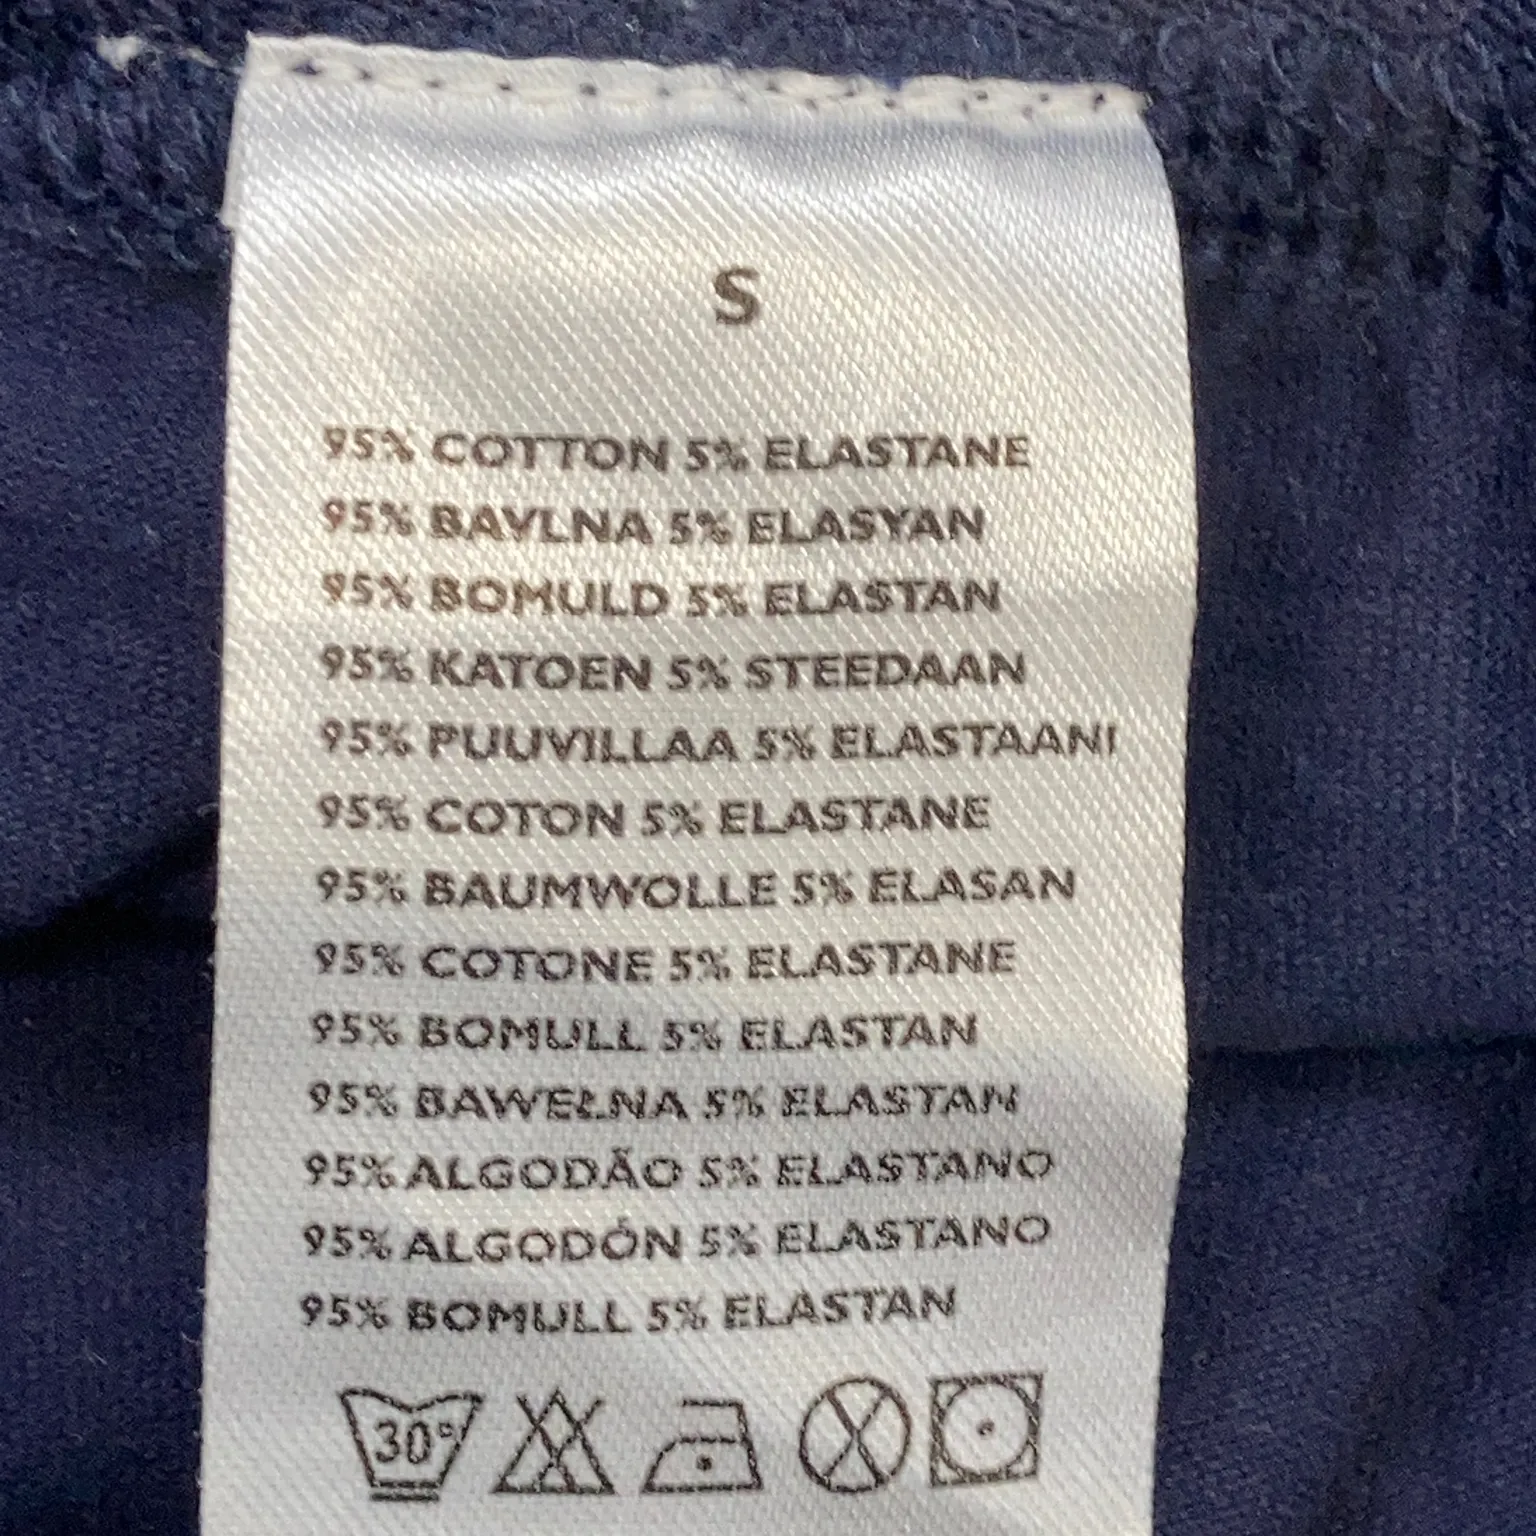 S
95% COTTON 5% ELASTANE
95% BAVLNA 5% ELASYAN
95% BOMULD 5% ELASTAN
95% KATOEN 5% STEEDAAN
95% PUUVILLAA 5% ELASTAANI
95% COTON 5% ELASTANE
95% BAUMWOLLE 5% ELASAN
95% COTONE 5% ELASTANE
95% BOMULL 5% ELASTAN
95% BAWEŁNA 5% ELASTAN
95% ALGODÃO 5% ELASTANO
95% ALGODÓN 5% ELASTANO
95% BOMULL 5% ELASTAN
30°